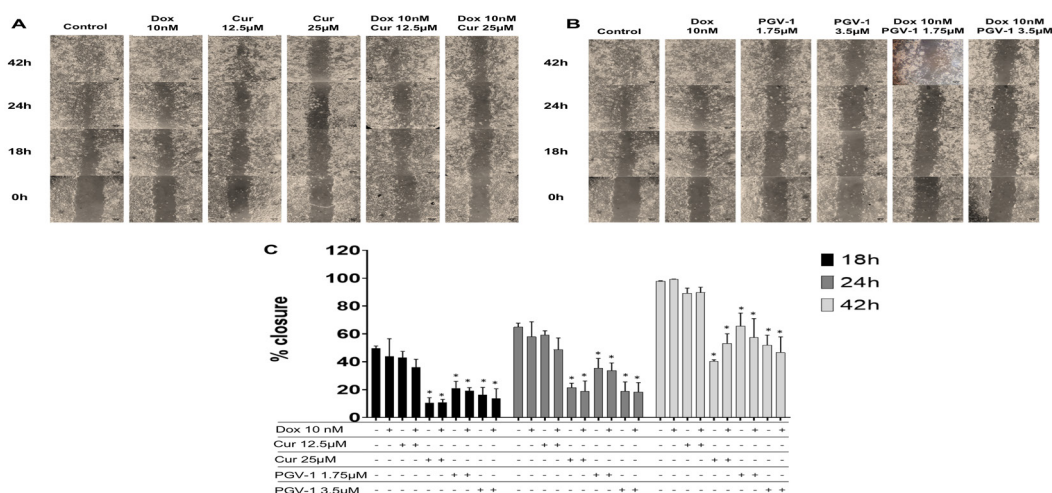 A
Control
Dox 10nM
Cur 12.5µM
Cur 25µM
Dox 10nM Cur 12.5µM
Dox 10nM Cur 25µM
42h
24h
18h
0h
B
Control
Dox 10nM
PGV-1 1.75µM
PGV-1 3.5µM
Dox 10nM PGV-1 1.75µM
Dox 10nM PGV-1 3.5µM
42h
24h
18h
0h
C
% closure
120
100
80
60
40
20
0
* * * * * *
* * * * * *
* * * * * *
18h
24h
42h
Dox 10 nM - + - + - + - + - + - + - + - + - + - + - + - + - + - + - +
Cur 12.5µM - - + + - - - - - - - - + + - - - - - - - - + + - - - - - -
Cur 25µM - - - - + + - - - - - - - - + + - - - - - - - - + + - - - -
PGV-1 1.75µM - - - - - - + + - - - - - - - - + + - - - - - - - - + + - -
PGV-1 3.5µM - - - - - - - - + + - - - - - - - - + + - - - - - - - - + +